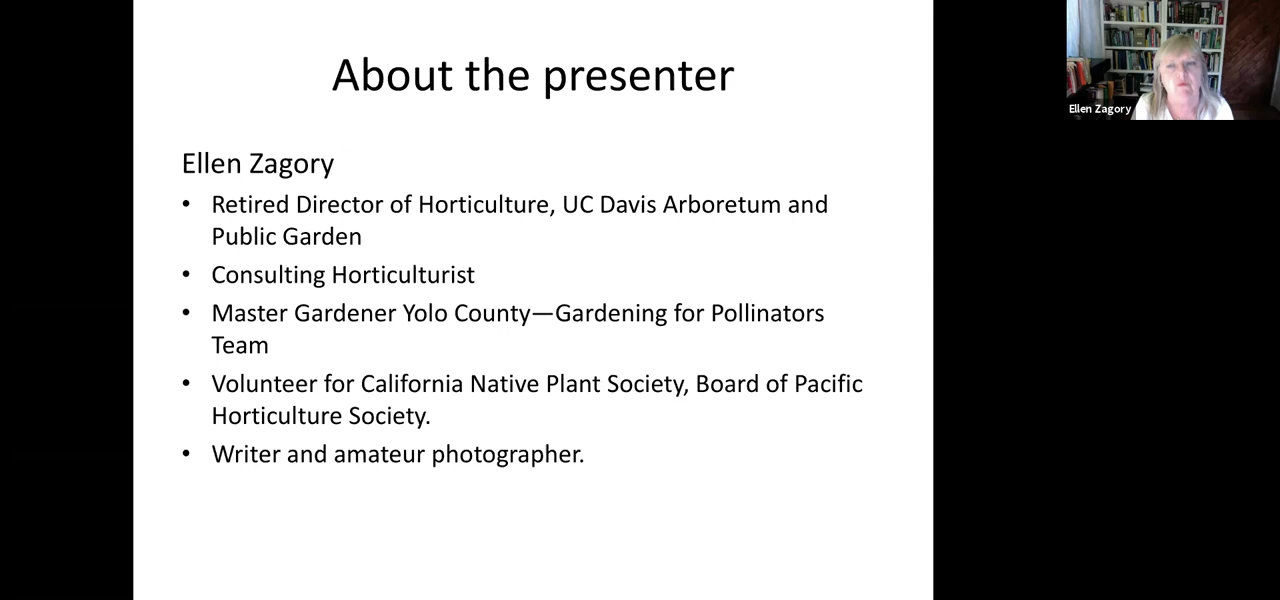 About the presenter
Ellen Zagory
Ellen Zagory
• Retired Director of Horticulture, UC Davis Arboretum and
Public Garden
• Consulting Horticulturist
• Master Gardener Yolo County—Gardening for Pollinators
Team
• Volunteer for California Native Plant Society, Board of Pacific
Horticulture Society.
• Writer and amateur photographer.